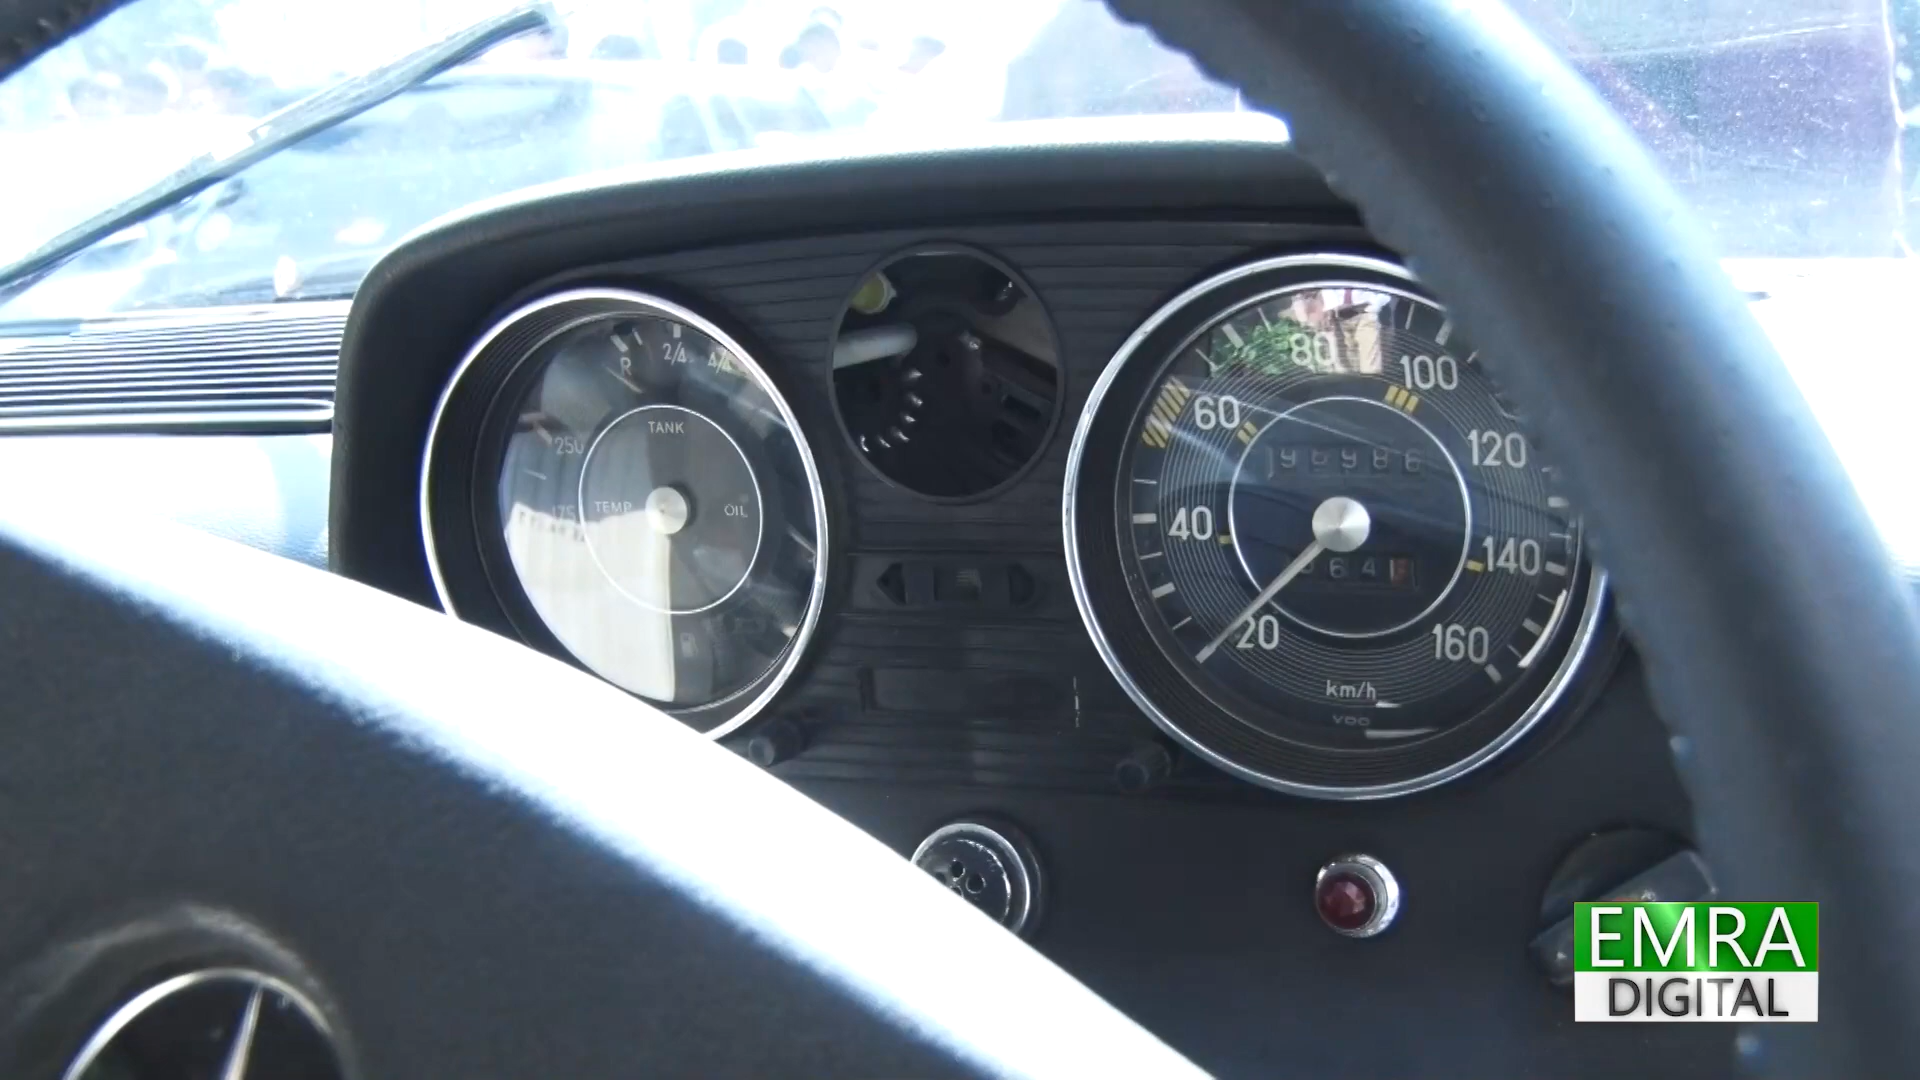 R 2/4 4/4
250
175
TANK
TEMP.
OIL
80
100
60
120
40
140
20
160
km/h
VDO
EMRA
DIGITAL